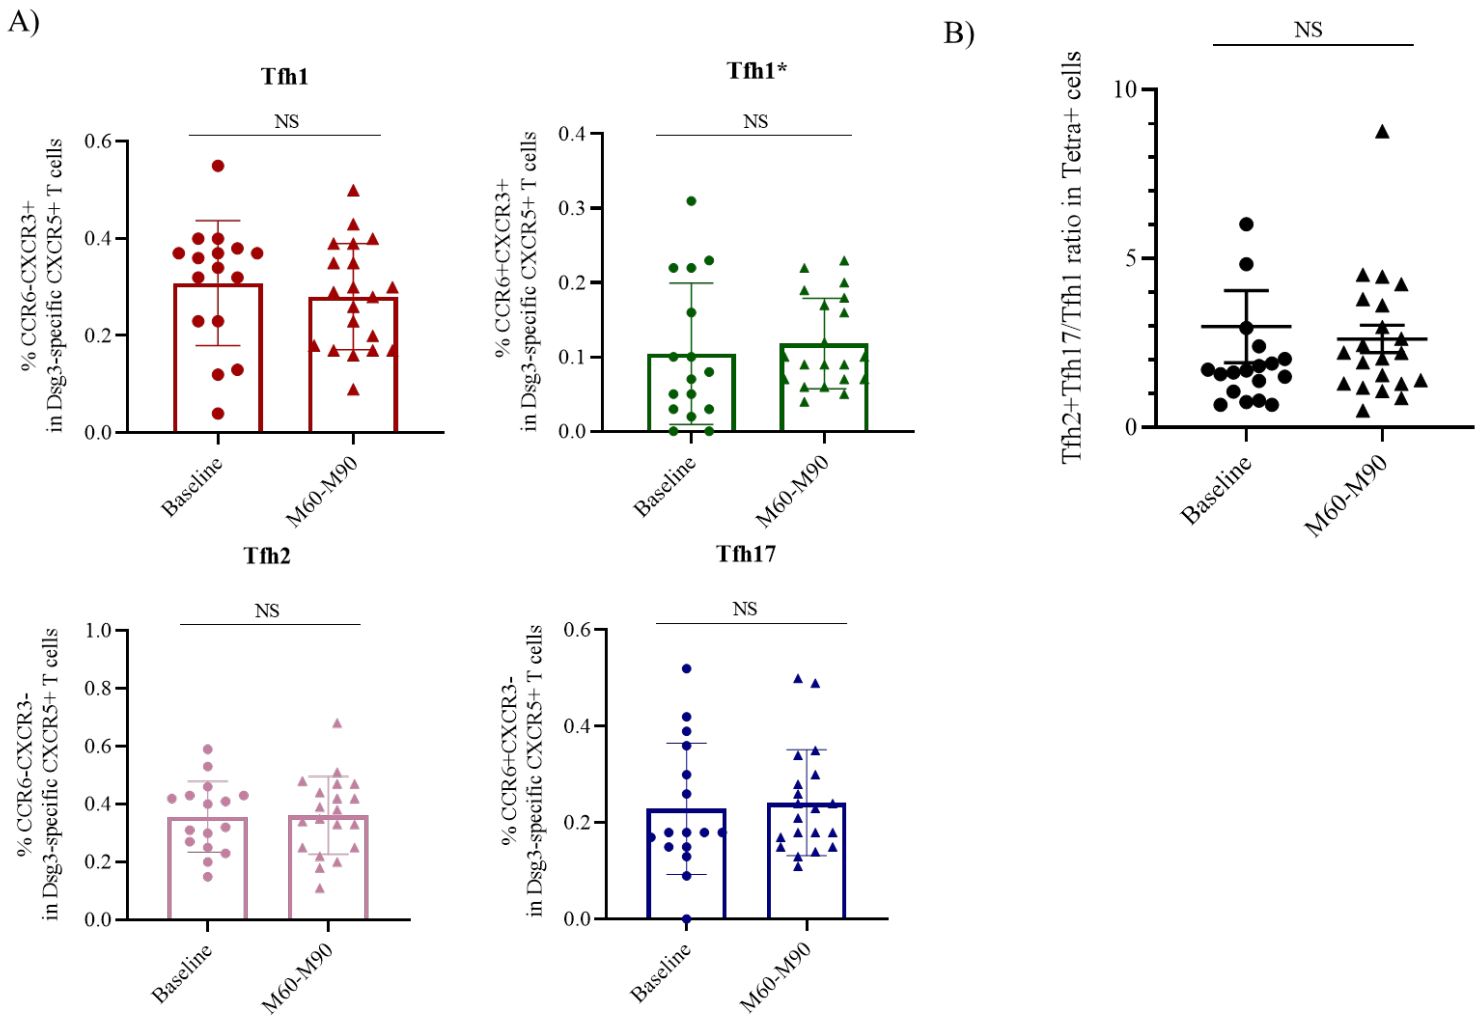 A)
Tfh1
NS
% CCR6-CXCR3+
in Dsg3-specific CXCR5+ T cells
0.6
0.4
0.2
0.0
Baseline
M60-M90
Tfh1*
NS
% CCR6+CXCR3+
in Dsg3-specific CXCR5+ T cells
0.4
0.3
0.2
0.1
0.0
Baseline
M60-M90
B)
NS
Tfh2+Tfh17/Tfh1 ratio in Tetra+ cells
10
5
0
Baseline
M60-M90
Tfh2
NS
% CCR6-CXCR3-
in Dsg3-specific CXCR5+ T cells
1.0
0.8
0.6
0.4
0.2
0.0
Baseline
M60-M90
Tfh17
NS
% CCR6+CXCR3-
in Dsg3-specific CXCR5+ T cells
0.6
0.4
0.2
0.0
Baseline
M60-M90